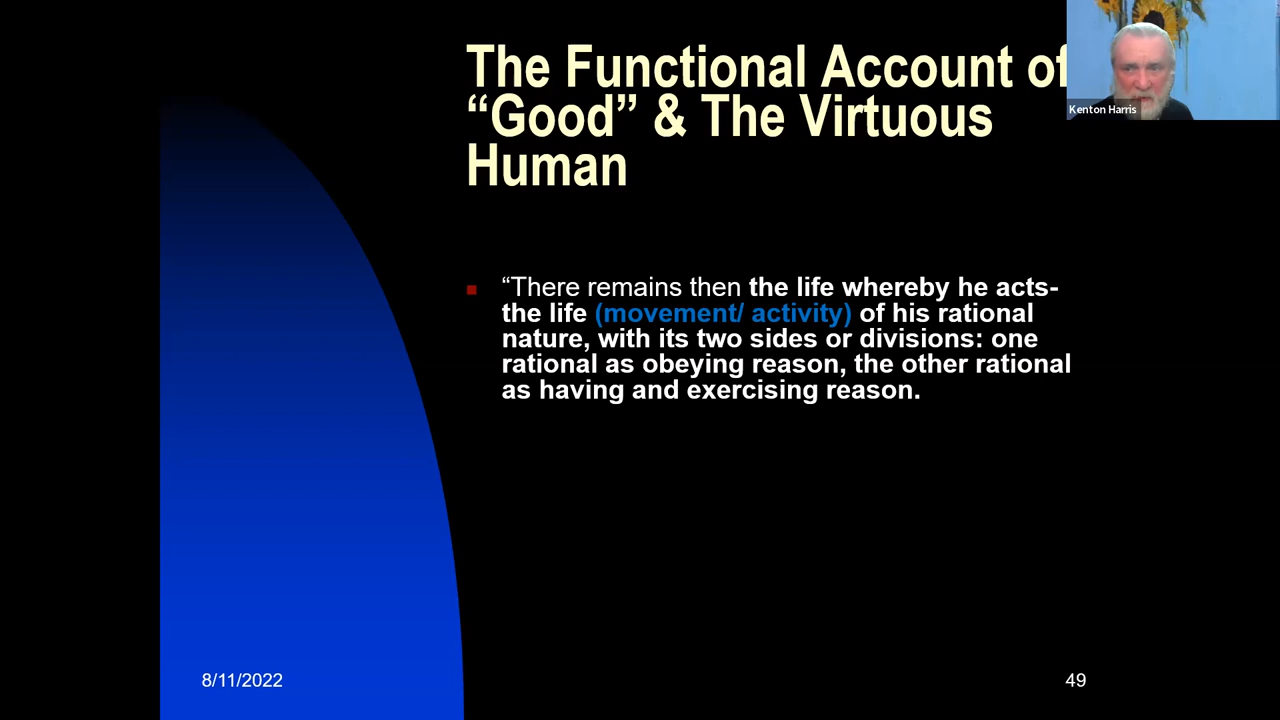 The Functional Account of
“Good” & The Virtuous
Human
Kenton Harris
“There remains then the life whereby he acts-
the life (movement/ activity) of his rational
nature, with its two sides or divisions: one
rational as obeying reason, the other rational
as having and exercising reason.
8/11/2022
49